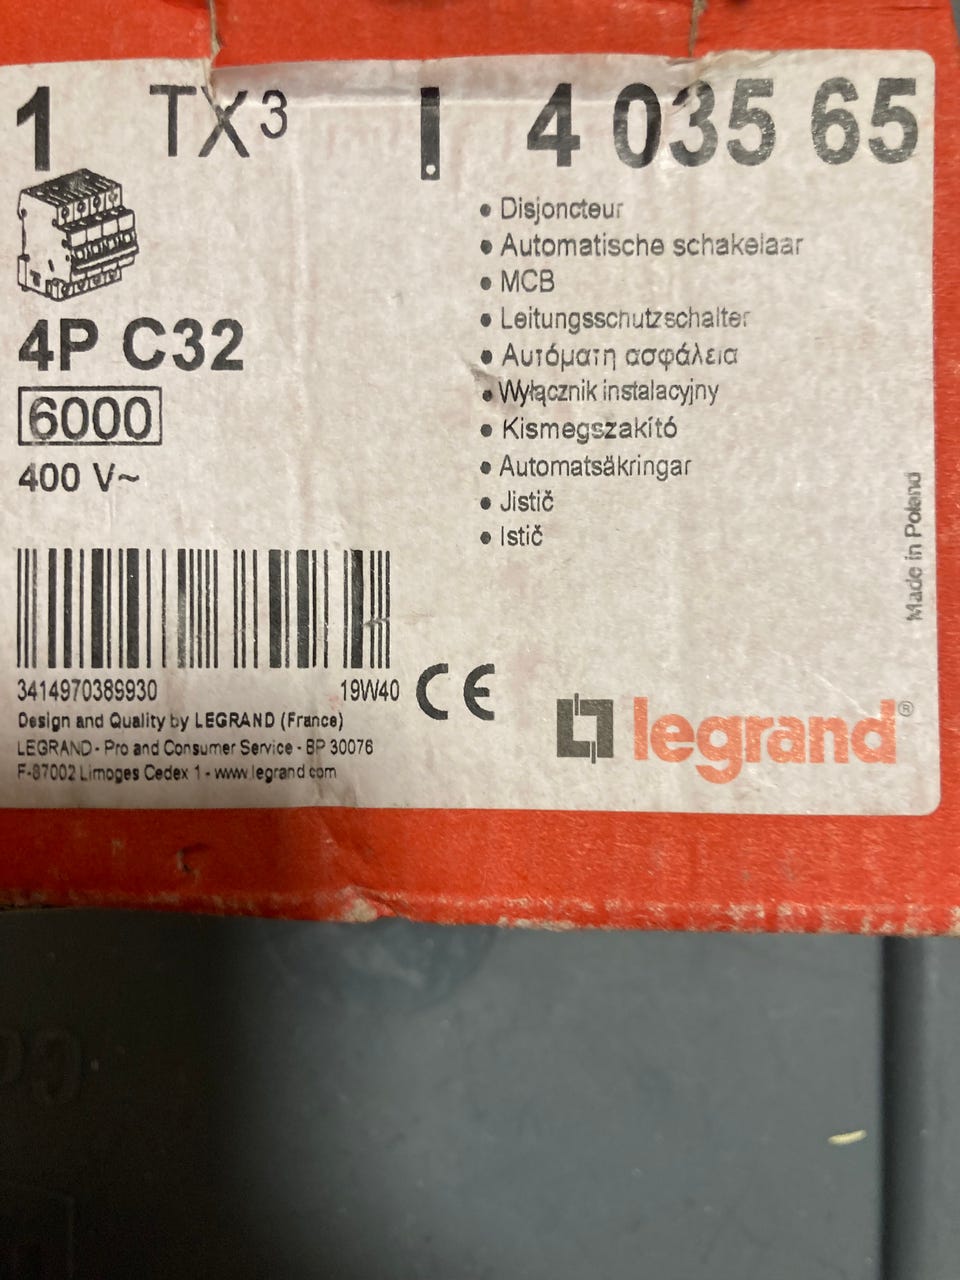 1 TX³ 4 035 65
4P C32
6000
400 V~
• Disjoncteur
• Automatische schakelaar
• MCB
• Leitungsschutzschalter
• Αυτόματη ασφάλεια
• Wyłącznik instalacyjny
• Kismegszakító
• Automatsäkringar
• Jistič
• Istič
Made in Poland
3414970389930 19W40
CE
Design and Quality by LEGRAND (France)
LEGRAND - Pro and Consumer Service - BP 30076
F-87002 Limoges Cedex 1 - www.legrand.com
legrand®